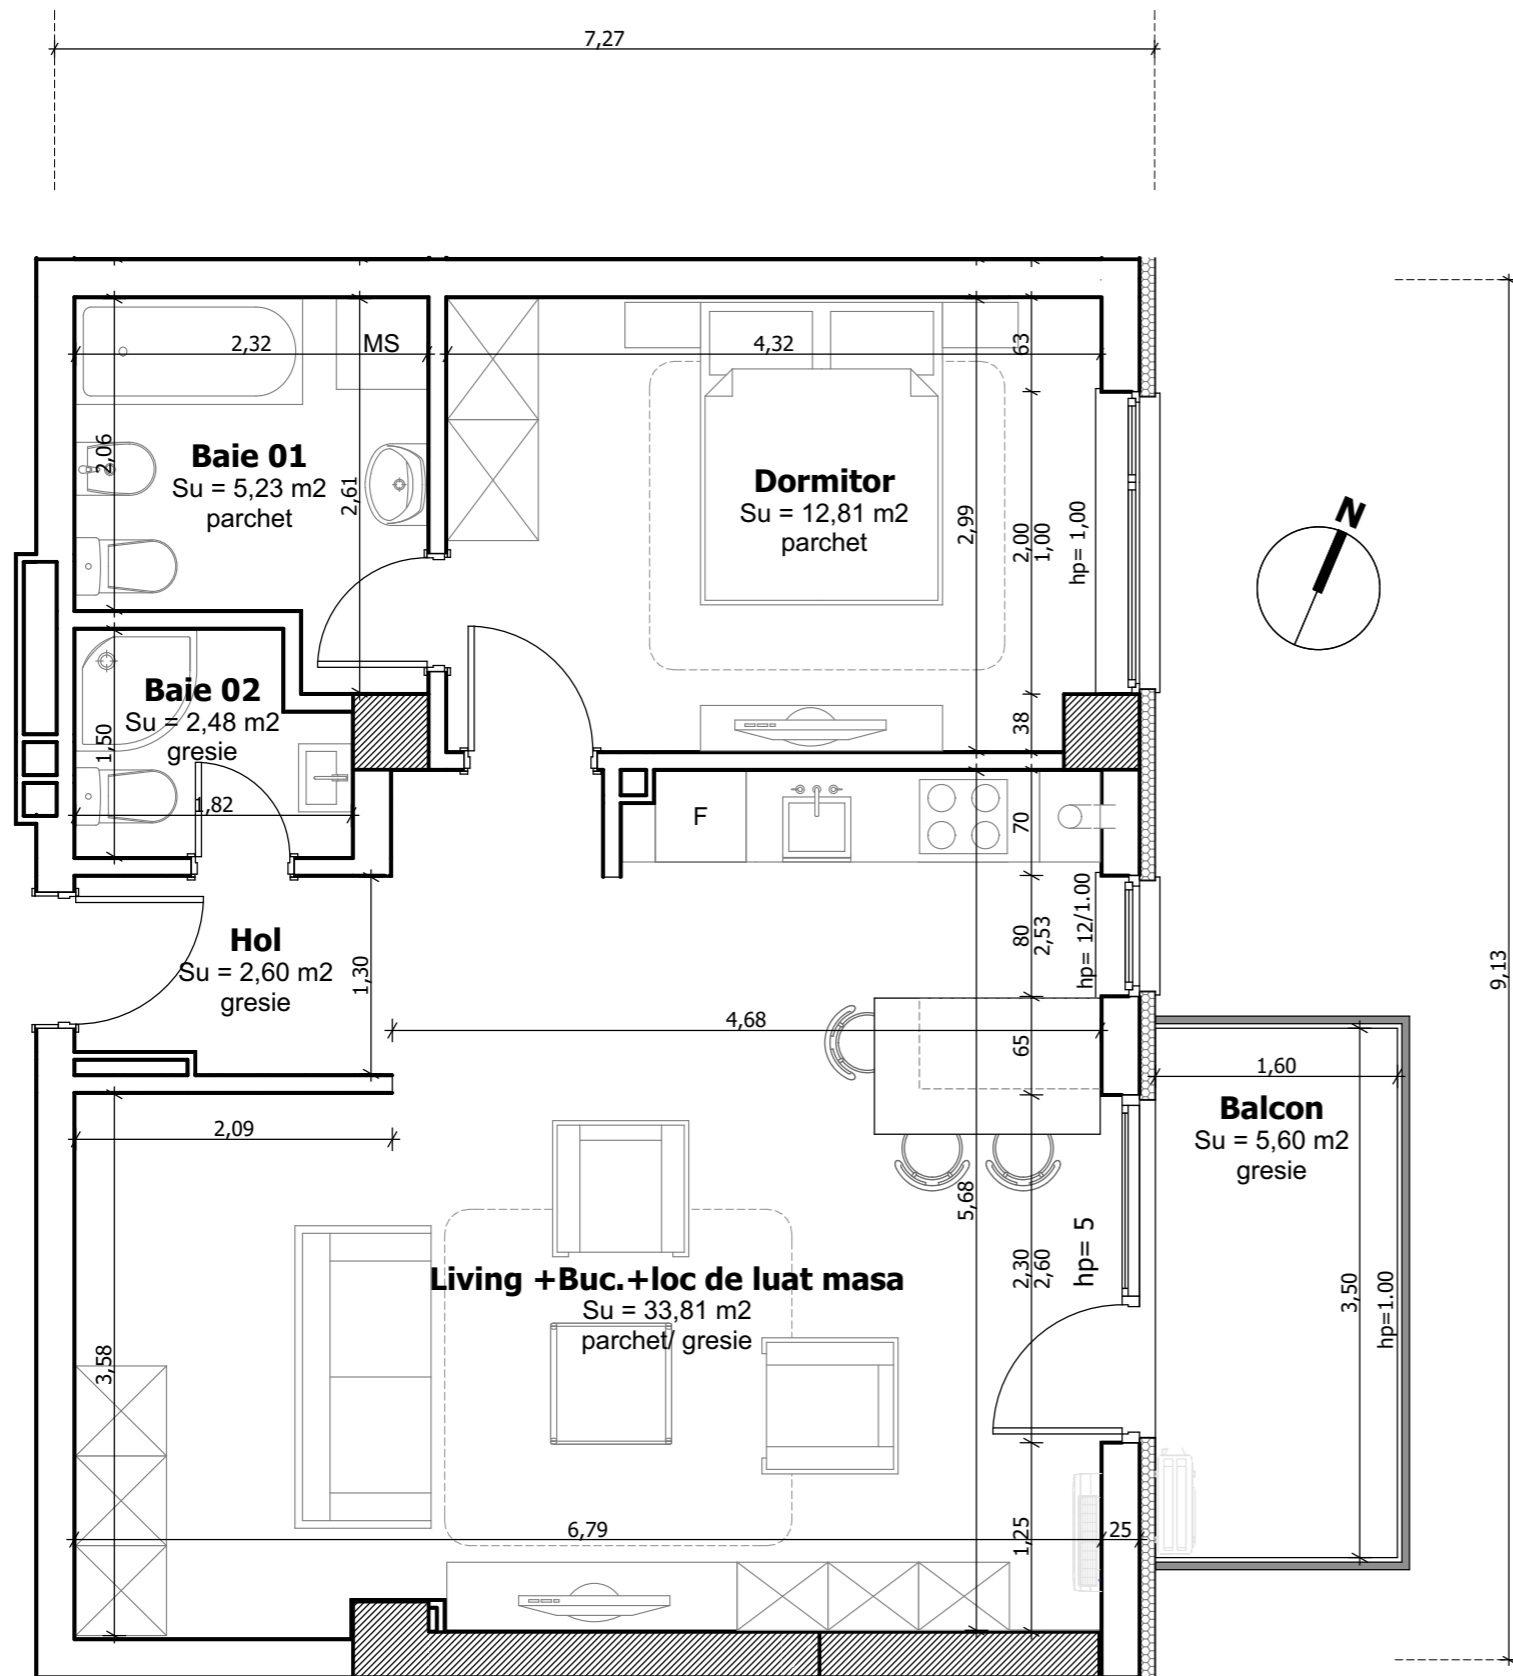 7,27
2,32
MS
4,32
63
2,06
Baie 01
Su = 5,23 m2
parchet
2,61
Dormitor
Su = 12,81 m2
parchet
2,99
2,00
1,00
hp= 1,00
N
Baie 02
Su = 2,48 m2
gresie
1,50
1,82
38
F
70
Hol
Su = 2,60 m2
gresie
1,30
80
2,53
hp= 12/1.00
9,13
4,68
65
1,60
Balcon
Su = 5,60 m2
gresie
2,09
5,68
2,30
2,60
hp= 5
3,50
hp=1.00
Living +Buc.+loc de luat masa
Su = 33,81 m2
parchet/ gresie
3,58
6,79
1,25
25